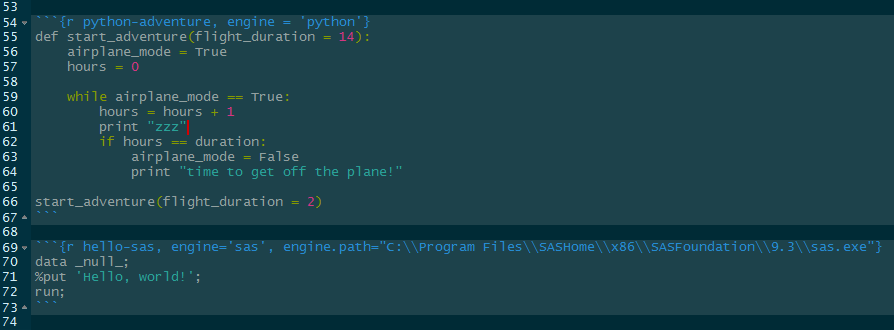 53
54 ```{r python-adventure, engine = 'python'}
55 def start_adventure(flight_duration = 14):
56     airplane_mode = True
57     hours = 0
58
59     while airplane_mode == True:
60         hours = hours + 1
61         print "zzz"
62         if hours == duration:
63             airplane_mode = False
64             print "time to get off the plane!"
65
66 start_adventure(flight_duration = 2)
67 ```
68
69 ```{r hello-sas, engine='sas', engine.path="C:\\Program Files\\SASHome\\x86\\SASFoundation\\9.3\\sas.exe"}
70 data _null_;
71 %put 'Hello, world!';
72 run;
73 ```
74